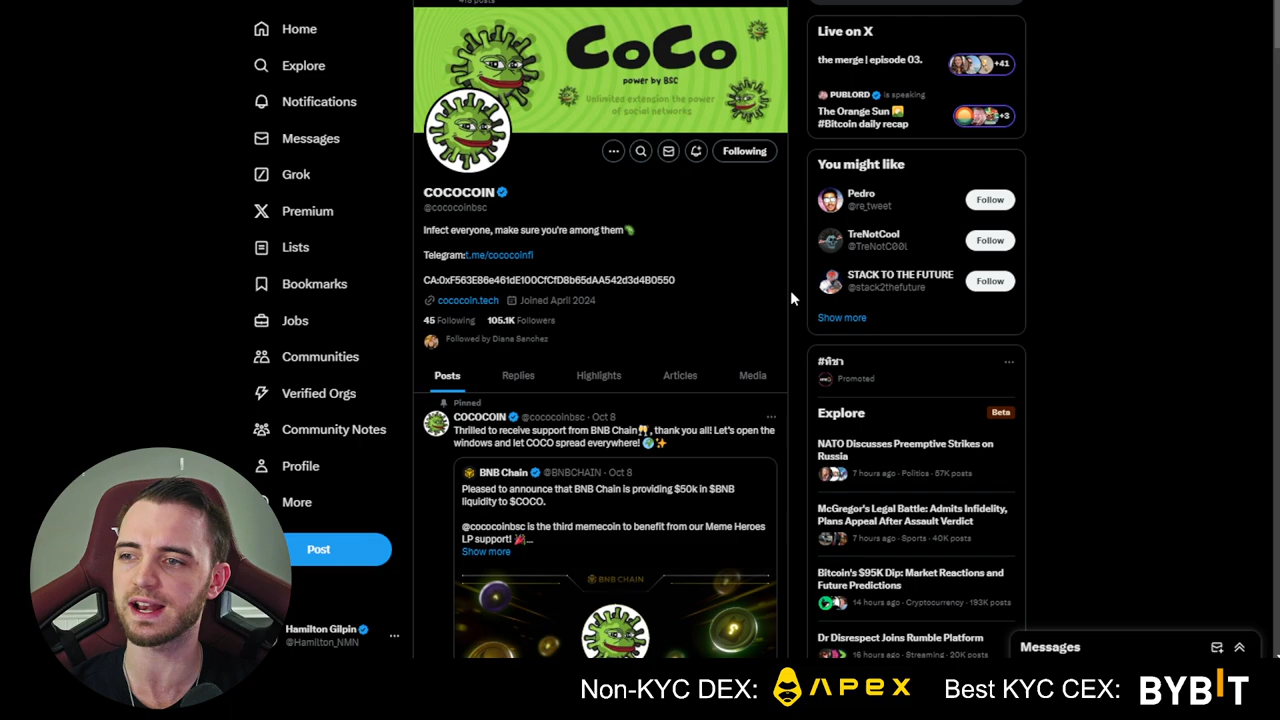 Home
Explore
Notifications
Messages
Grok
Premium
Lists
Bookmarks
Jobs
Communities
Verified Orgs
Community Notes
Profile
More
Post
Hamilton Gilpin
@Hamilton_NMN
418 posts
CoCo
power by BSC
Unlimited extension the power
of social networks
Following
COCOCOIN
@cococoinbsc
Infect everyone, make sure you're among them
Telegram:t.me/cococoinfi
CA:0xF563E86e461dE100CfCfD8b65dAA542d3d4B0550
cococoin.tech Joined April 2024
45 Following 105.1K Followers
Followed by Diana Sanchez
Posts Replies Highlights Articles Media
Pinned
COCOCOIN @cococoinbsc · Oct 8
Thrilled to receive support from BNB Chain, thank you all! Let's open the
windows and let COCO spread everywhere!
BNB Chain @BNBCHAIN · Oct 8
Pleased to announce that BNB Chain is providing $50k in $BNB
liquidity to $COCO.
@cococoinbsc is the third memecoin to benefit from our Meme Heroes
LP support! ...
Show more
BNB CHAIN
Live on X
the merge | episode 03.
+41
PUBLORD is speaking
The Orange Sun
#Bitcoin daily recap
+3
You might like
Pedro
@re_tweet
Follow
TreNotCool
@TreNotC00l
Follow
STACK TO THE FUTURE
@stack2thefuture
Follow
Show more
#ทิชา
Promoted
Explore
Beta
NATO Discusses Preemptive Strikes on
Russia
7 hours ago · Politics · 57K posts
McGregor's Legal Battle: Admits Infidelity,
Plans Appeal After Assault Verdict
7 hours ago · Sports · 40K posts
Bitcoin's $95K Dip: Market Reactions and
Future Predictions
14 hours ago · Cryptocurrency · 193K posts
Dr Disrespect Joins Rumble Platform
16 hours ago · Streaming · 20K posts
Messages
Non-KYC DEX: APEX Best KYC CEX: BYBIT